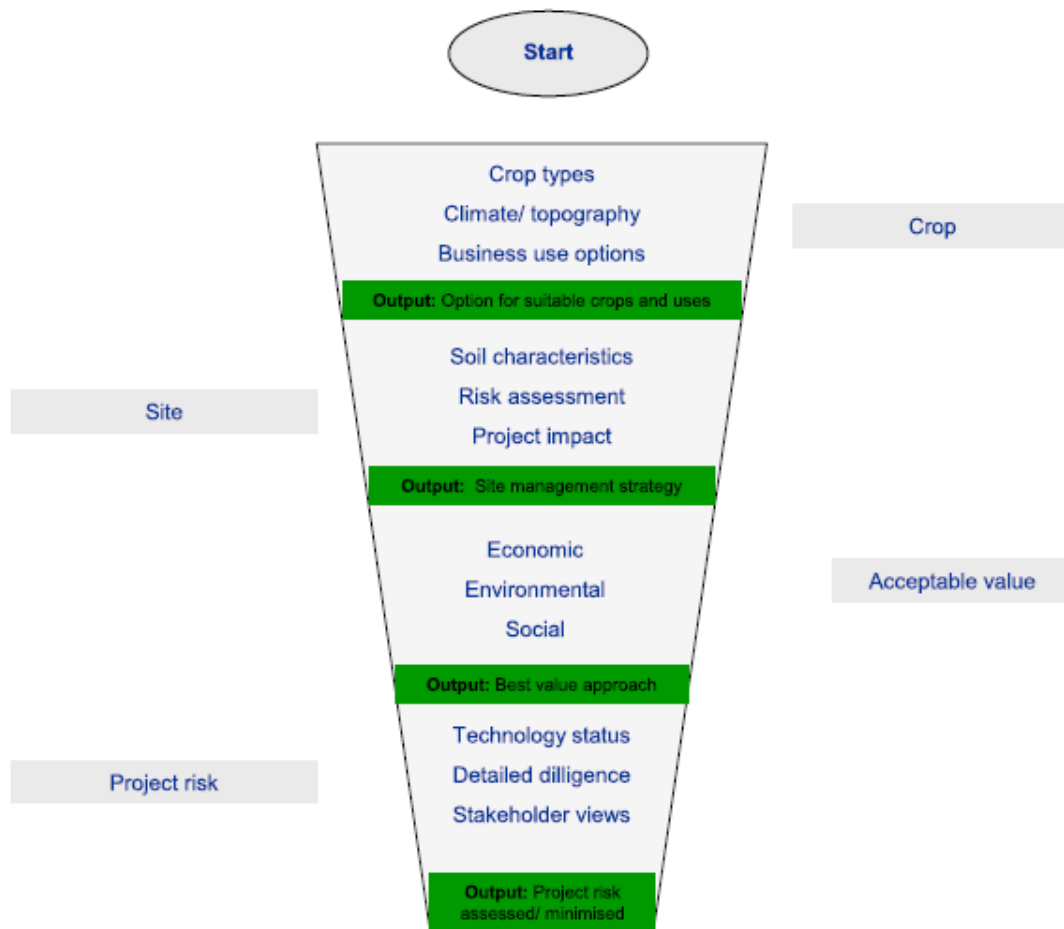 Start
Crop types
Climate/ topography
Crop
Business use options
Output: Option for suitable crops and uses
Soil characteristics
Risk assessment
Site
Project impact
Output: Site management strategy
Economic
Environmental
Acceptable value
Social
Output: Best value approach
Technology status
Detailed dilligence
Project risk
Stakeholder views
Output: Project risk
assessed/ minimised